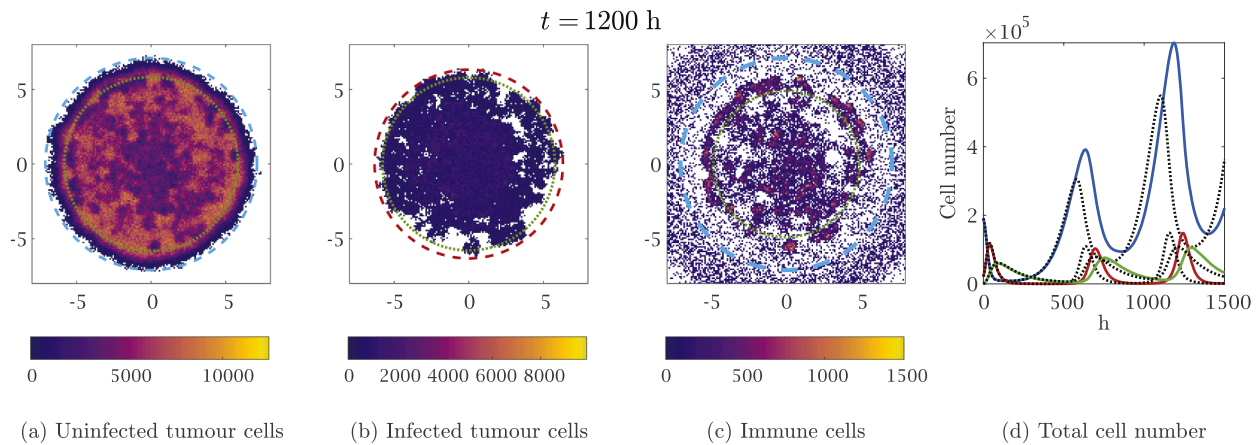 t = 1200 h
5
0
-5
-5 0 5
0 5000 10000
(a) Uninfected tumour cells
5
0
-5
-5 0 5
0 2000 4000 6000 8000
(b) Infected tumour cells
5
0
-5
-5 0 5
0 500 1000 1500
(c) Immune cells
×10⁵
Cell number
6
4
2
0
0 500 1000 1500
h
(d) Total cell number